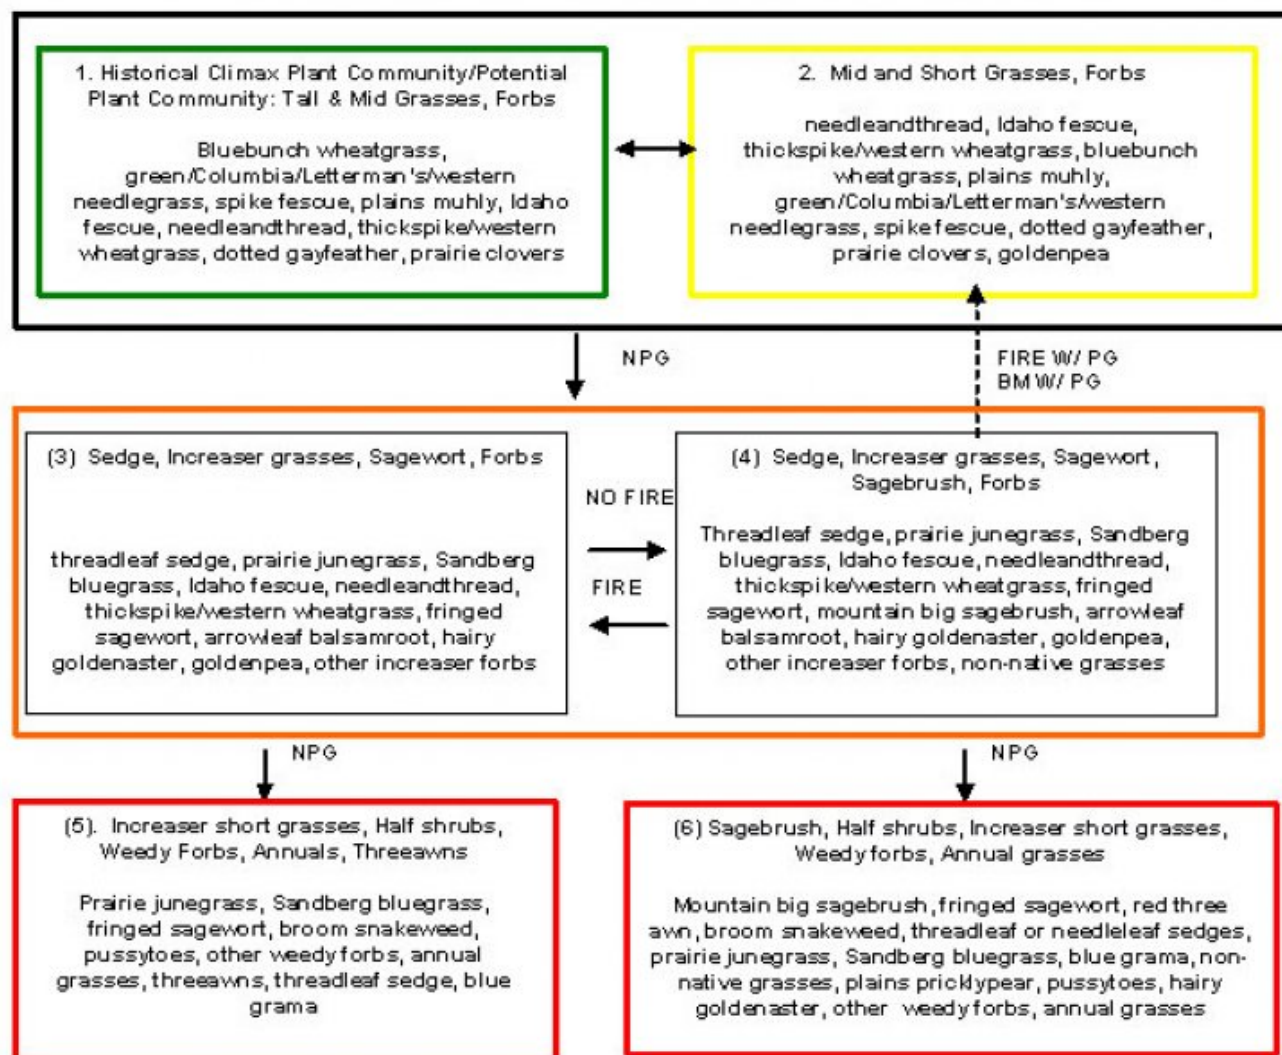 1. Historical Climax Plant Community/Potential
Plant Community: Tall & Mid Grasses, Forbs
Bluebunch wheatgrass,
green/Columbia/Letterman's/western
needlegrass, spike fescue, plains muhly, Idaho
fescue, needleandthread, thickspike/western
wheatgrass, dotted gayfeather, prairie clovers
2. Mid and Short Grasses, Forbs
needleandthread, Idaho fescue,
thickspike/western wheatgrass, bluebunch
wheatgrass, plains muhly,
green/Columbia/Letterman's/western
needlegrass, spike fescue, dotted gayfeather,
prairie clovers, goldenpea
NPG
FIRE W/ PG
BM W/ PG
(3) Sedge, Increaser grasses, Sagewort, Forbs
threadleaf sedge, prairie junegrass, Sandberg
bluegrass, Idaho fescue, needleandthread,
thickspike/western wheatgrass, fringed
sagewort, arrowleaf balsamroot, hairy
goldenaster, goldenpea, other increaser forbs
NO FIRE
FIRE
(4) Sedge, Increaser grasses, Sagewort,
Sagebrush, Forbs
Threadleaf sedge, prairie junegrass, Sandberg
bluegrass, Idaho fescue, needleandthread,
thickspike/western wheatgrass, fringed
sagewort, mountain big sagebrush, arrowleaf
balsamroot, hairy goldenaster, goldenpea,
other increaser forbs, non-native grasses
NPG
NPG
(5). Increaser short grasses, Half shrubs,
Weedy Forbs, Annuals, Threeawns
Prairie junegrass, Sandberg bluegrass,
fringed sagewort, broom snakeweed,
pussytoes, other weedy forbs, annual
grasses, threeawns, threadleaf sedge, blue
grama
(6) Sagebrush, Half shrubs, Increaser short grasses,
Weedy forbs, Annual grasses
Mountain big sagebrush, fringed sagewort, red three
awn, broom snakeweed, threadleaf or needleleaf sedges,
prairie junegrass, Sandberg bluegrass, blue grama, non-
native grasses, plains pricklypear, pussytoes, hairy
goldenaster, other weedy forbs, annual grasses